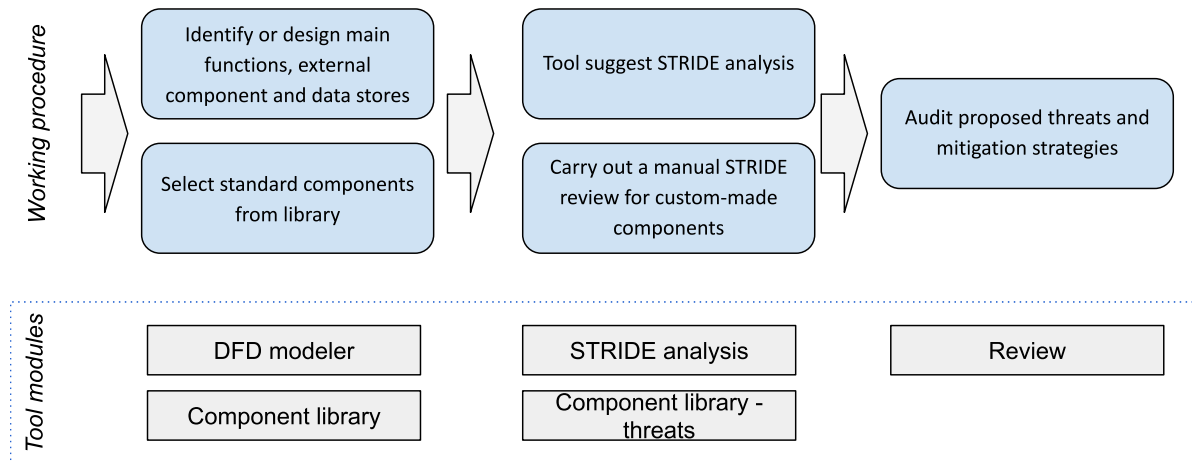 Working procedure
Identify or design main
functions, external
component and data stores
Select standard components
from library
Tool suggest STRIDE analysis
Carry out a manual STRIDE
review for custom-made
components
Audit proposed threats and
mitigation strategies
Tool modules
DFD modeler
Component library
STRIDE analysis
Component library -
threats
Review